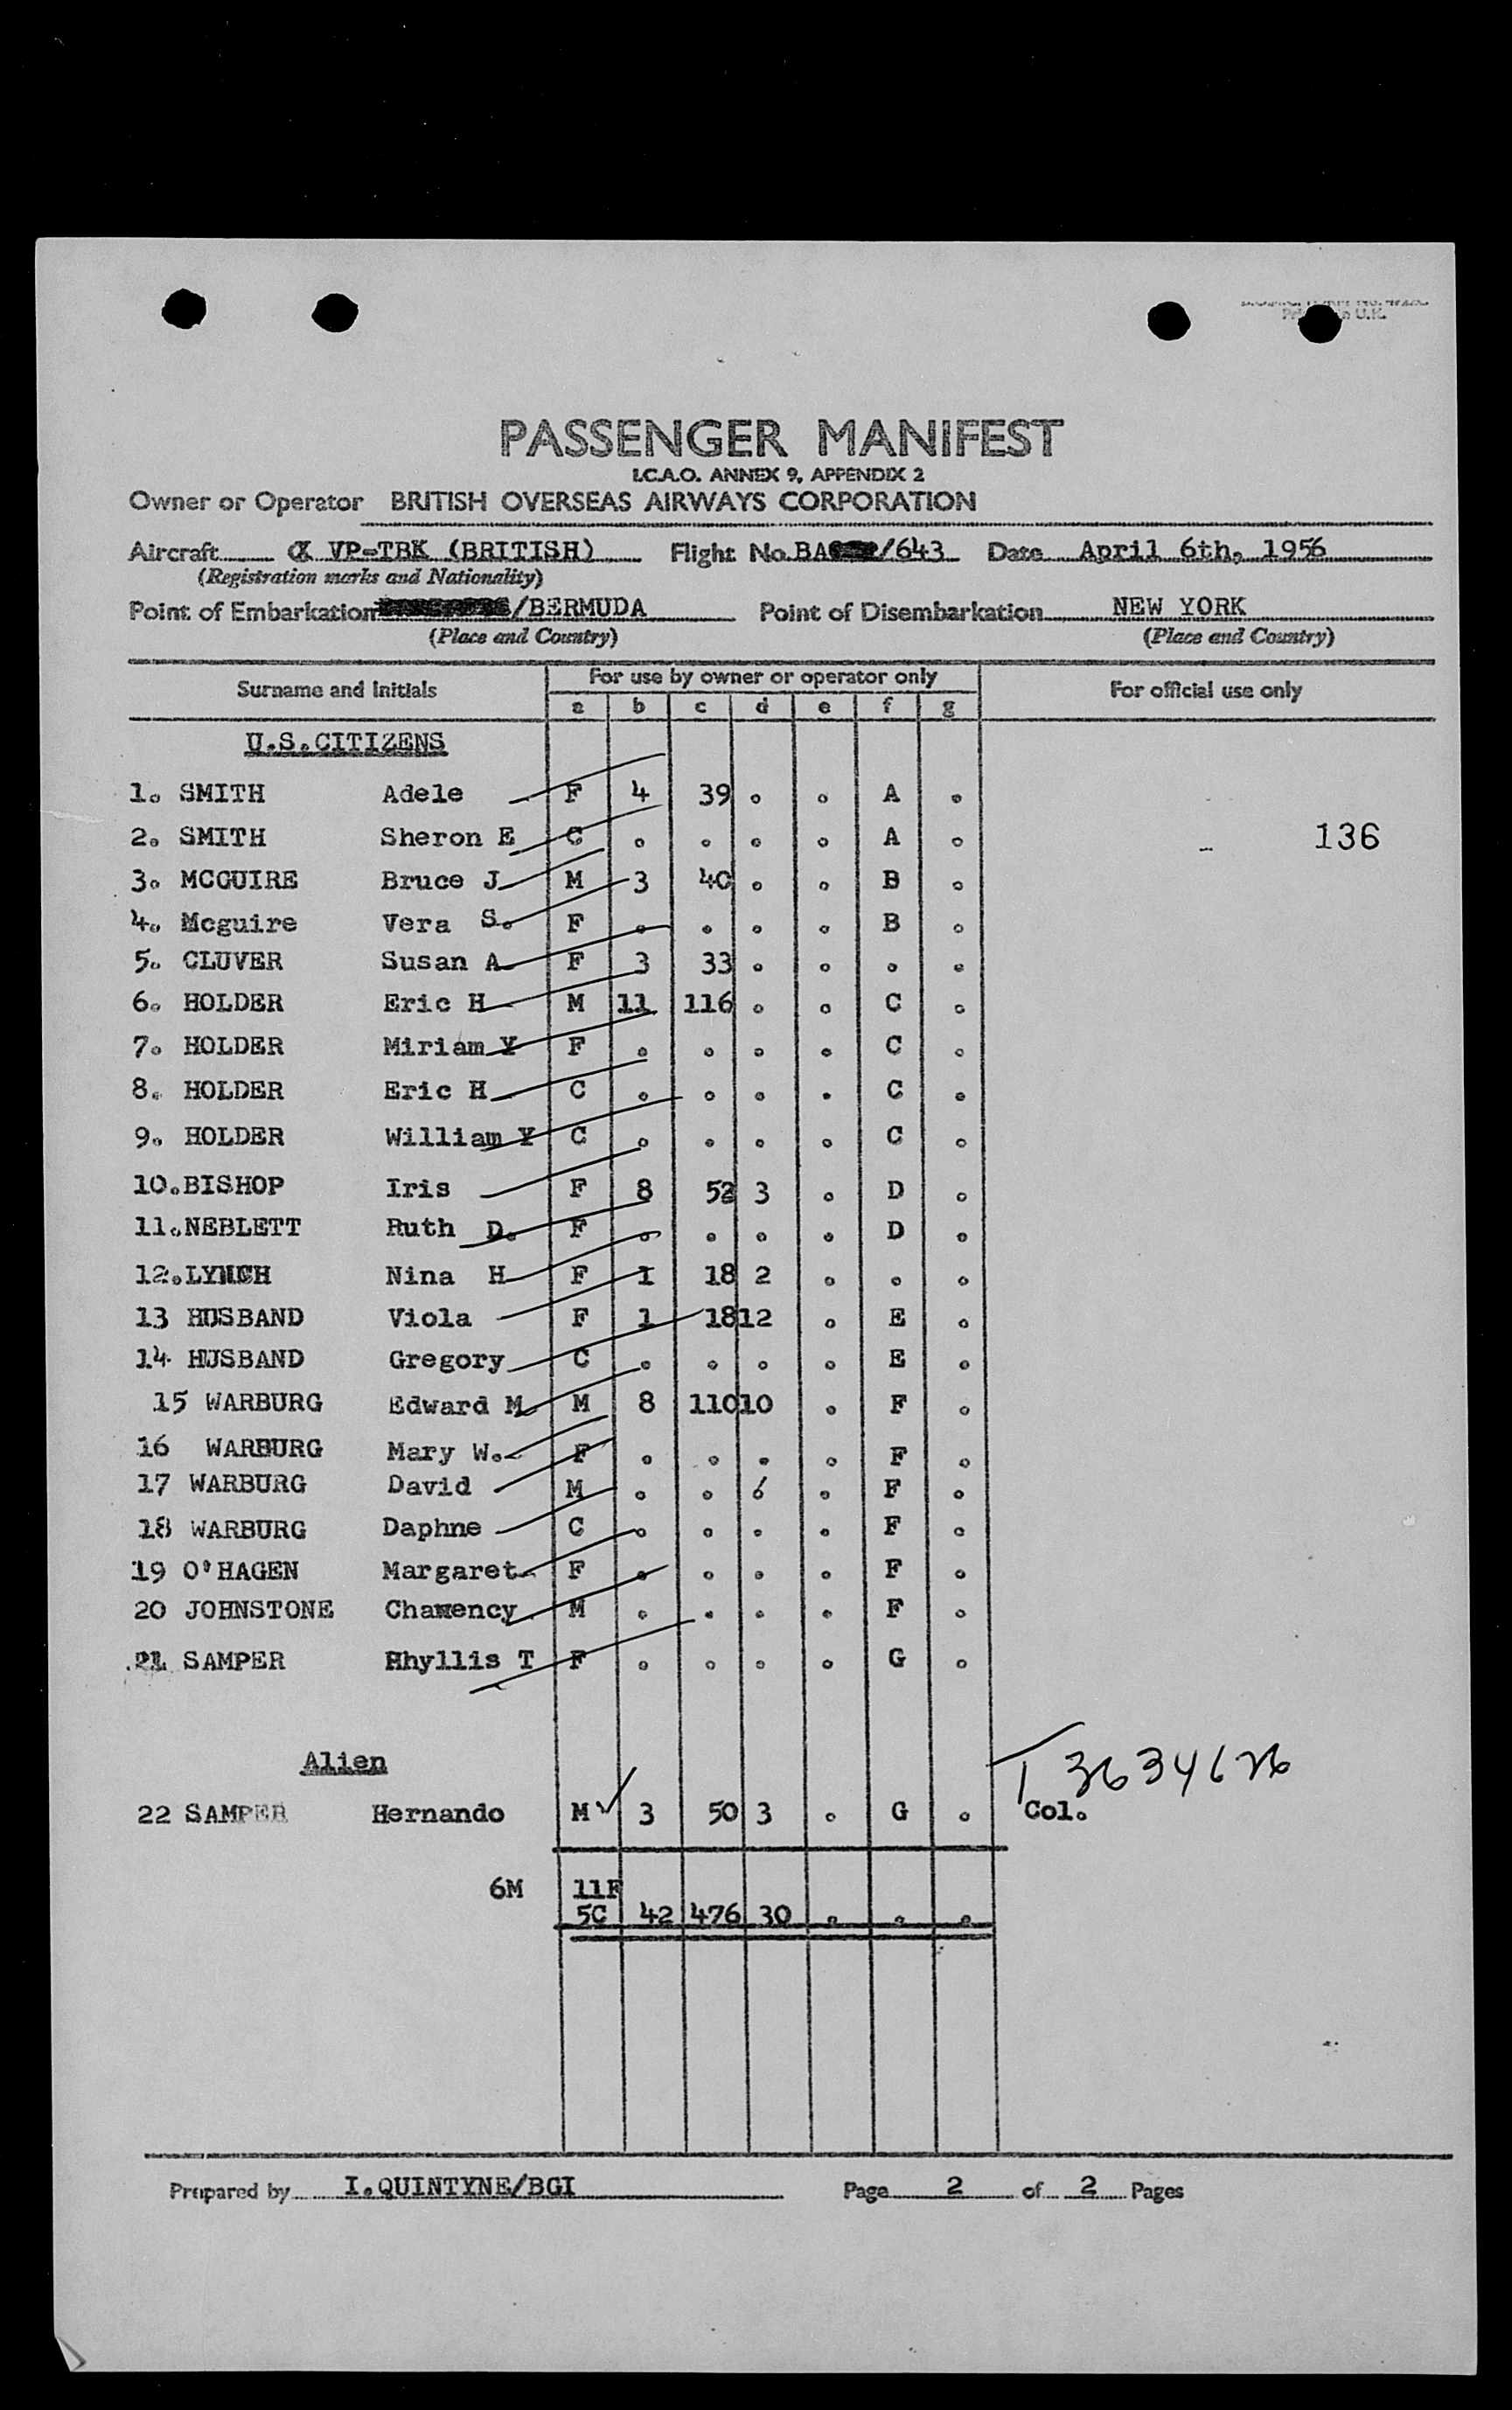 PASSENGER MANIFEST
I.C.A.O. ANNEX 9, APPENDIX 2
Owner or Operator BRITISH OVERSEAS AIRWAYS CORPORATION
Aircraft VP-TBK (BRITISH) Flight No. BA /643 Date April 6th, 1956
(Registration marks and Nationality)
Point of Embarkation /BERMUDA Point of Disembarkation NEW YORK
(Place and Country) (Place and Country)
Surname and Initials For use by owner or operator only For official use only
a b c d e f g
U.S.CITIZENS
1. SMITH Adele F 4 39 . . A .
2. SMITH Sheron E C . . . . A . 136
3. MCGUIRE Bruce J M 3 40 . . B .
4. Mcguire Vera S. F . . . . B .
5. CLUVER Susan A F 3 33 . . . .
6. HOLDER Eric H M 11 116 . . C .
7. HOLDER Miriam Y F . . . . C .
8. HOLDER Eric H C . . . . C .
9. HOLDER William Y C . . . . C .
10.BISHOP Iris F 8 52 3 . D .
11.NEBLETT Ruth D. F . . . . D .
12.LYNCH Nina H F 1 18 2 . . .
13 HUSBAND Viola F 1 18 12 . E .
14. HUSBAND Gregory C . . . . E .
15 WARBURG Edward M M 8 110 10 . F .
16 WARBURG Mary W. F . . . . F .
17 WARBURG David M . . . . F .
18 WARBURG Daphne C . . . . F .
19 O'HAGEN Margaret F . . . . F .
20 JOHNSTONE M . . . . F .
21 SAMPER Phyllis T F . . . . G .
Alien
T 3634626
22 SAMPER Hernando M 3 50 3 . G . Col.
6M 11F
5C 42 476 30 . . .
Prepared by I.QUINTYNE/BGI Page 2 of 2 Pages